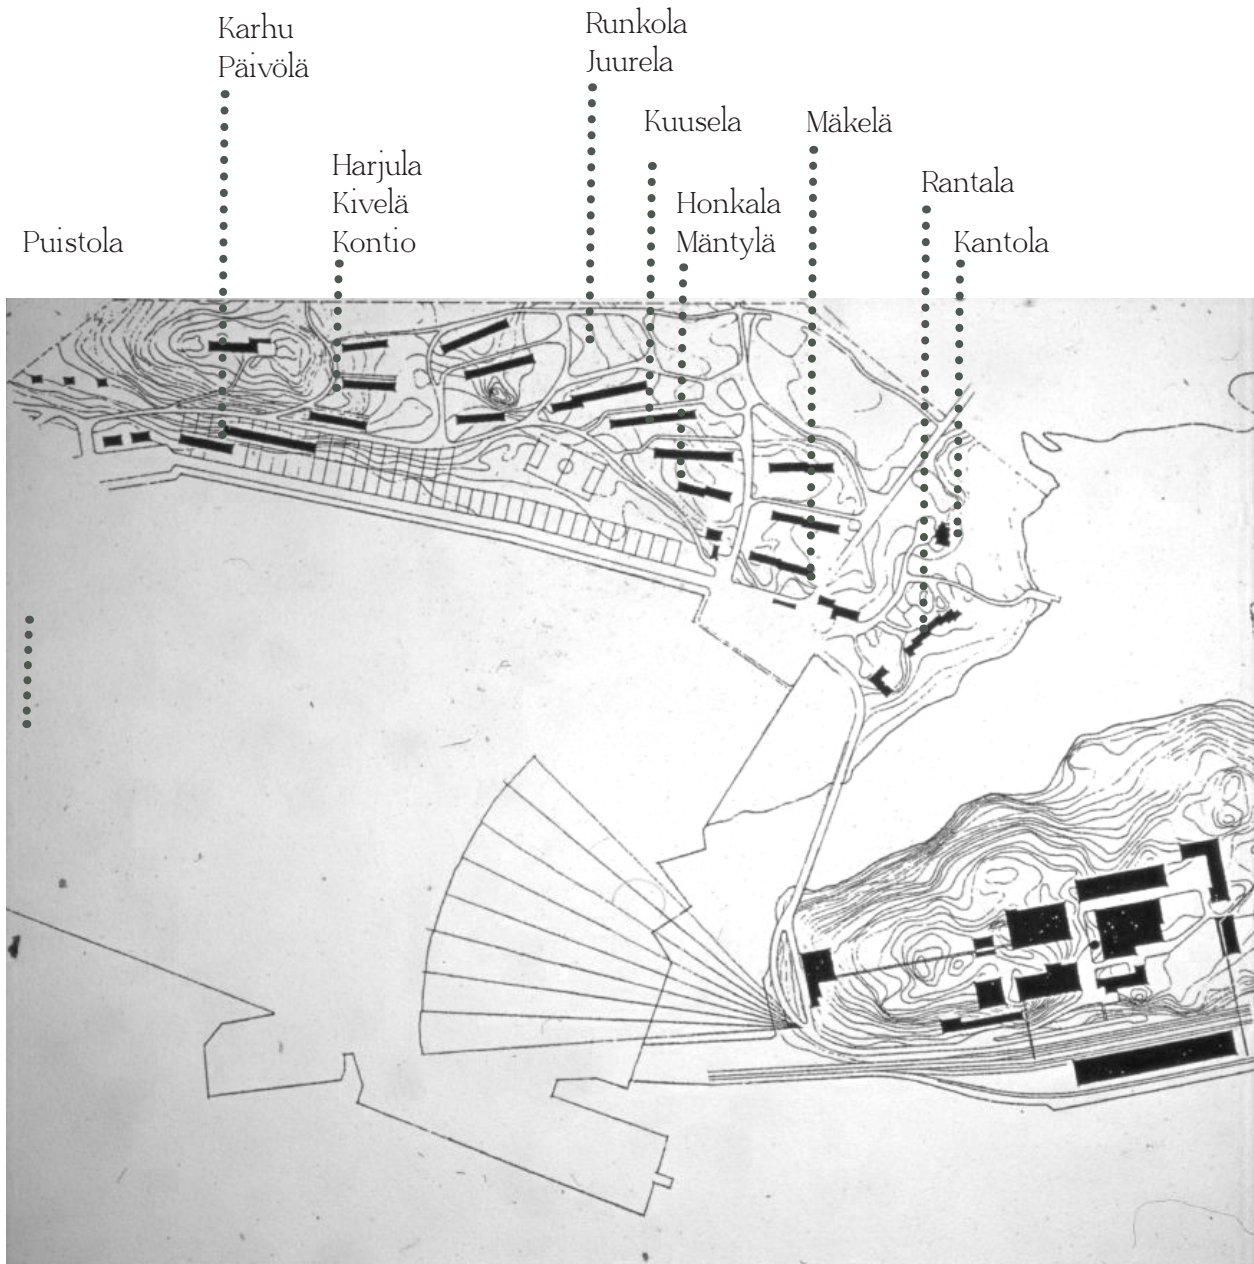 Karhu
Päivölä
Runkola
Juurela
Kuusela
Mäkelä
Harjula
Kivelä
Kontio
Rantala
Honkala
Mäntylä
Puistola
Kantola